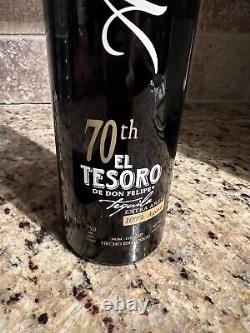 70th
EL
TESORO
DE DON FELIPE
Tequila
EXTRA AÑEJO
100% Agave
750
HECHO EN MEXICO